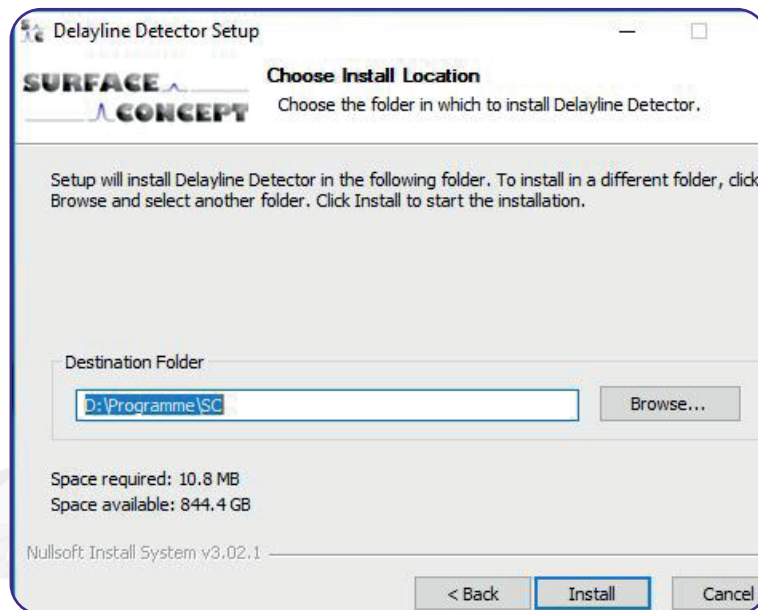 Delayline Detector Setup
SURFACE
CONCEPT
Choose Install Location
Choose the folder in which to install Delayline Detector.
Setup will install Delayline Detector in the following folder. To install in a different folder, click
Browse and select another folder. Click Install to start the installation.
Destination Folder
D:\Programme\SC
Browse...
Space required: 10.8 MB
Space available: 844.4 GB
Nullsoft Install System v3.02.1
< Back
Install
Cancel